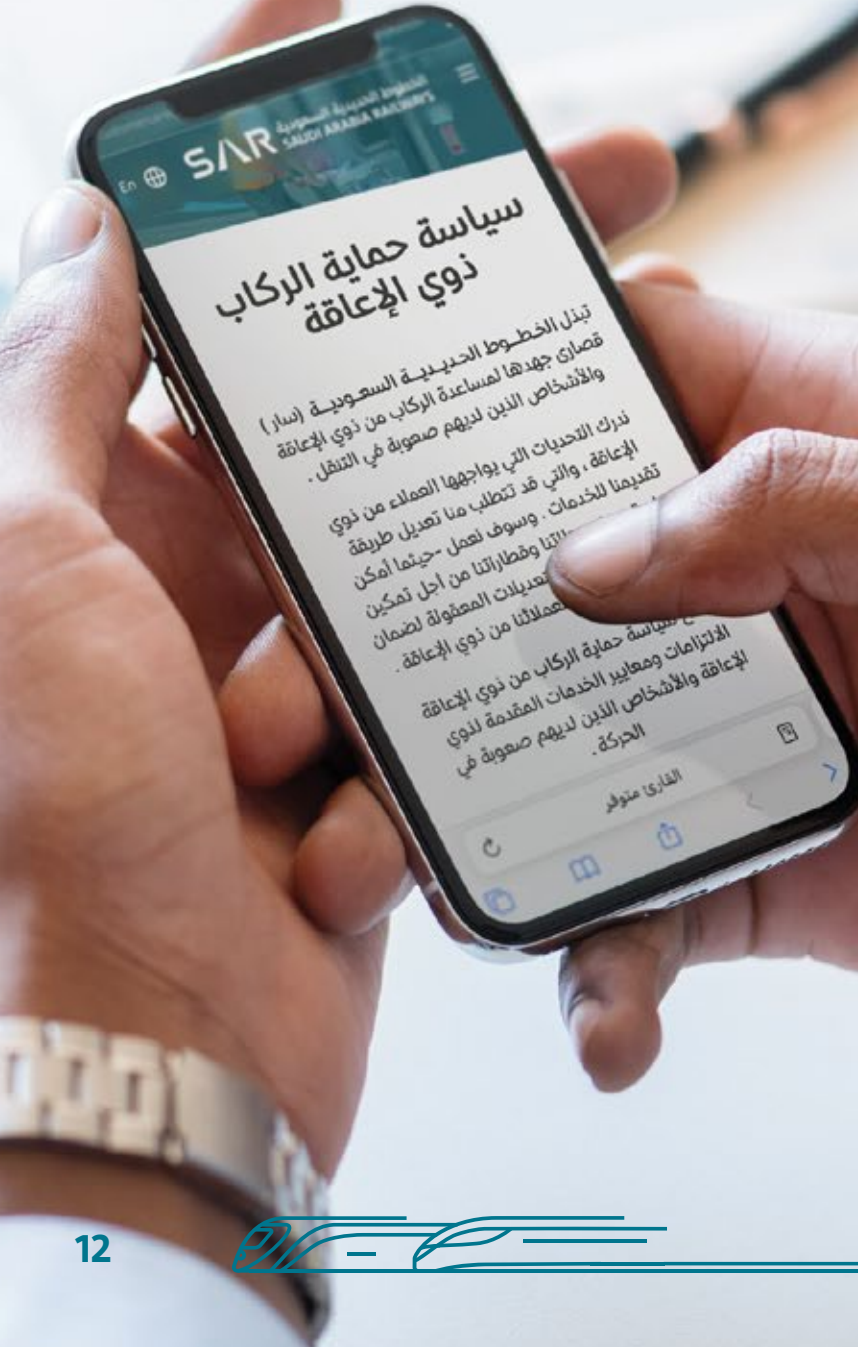 En
SAR
الخطوط الحديدية السعودية
SAUDI ARABIA RAILWAYS
سياسة حماية الركاب
ذوي الإعاقة
تبذل الخطوط الحديدية السعودية (سار)
قصارى جهدها لمساعدة الركاب من ذوي الإعاقة
والأشخاص الذين لديهم صعوبة في التنقل .
ندرك التحديات التي يواجهها العملاء من ذوي
الإعاقة ، والتي قد تتطلب منا تعديل طريقة
تقديمنا للخدمات . وسوف نعمل -حيثما أمكن
وقطاراتنا من أجل تمكين
تعديلات المعقولة لضمان
لعملائنا من ذوي الإعاقة .
سياسة حماية الركاب من ذوي الإعاقة
الالتزامات ومعايير الخدمات المقدمة لذوي
الإعاقة والأشخاص الذين لديهم صعوبة في
الحركة .
القارئ متوفر
12